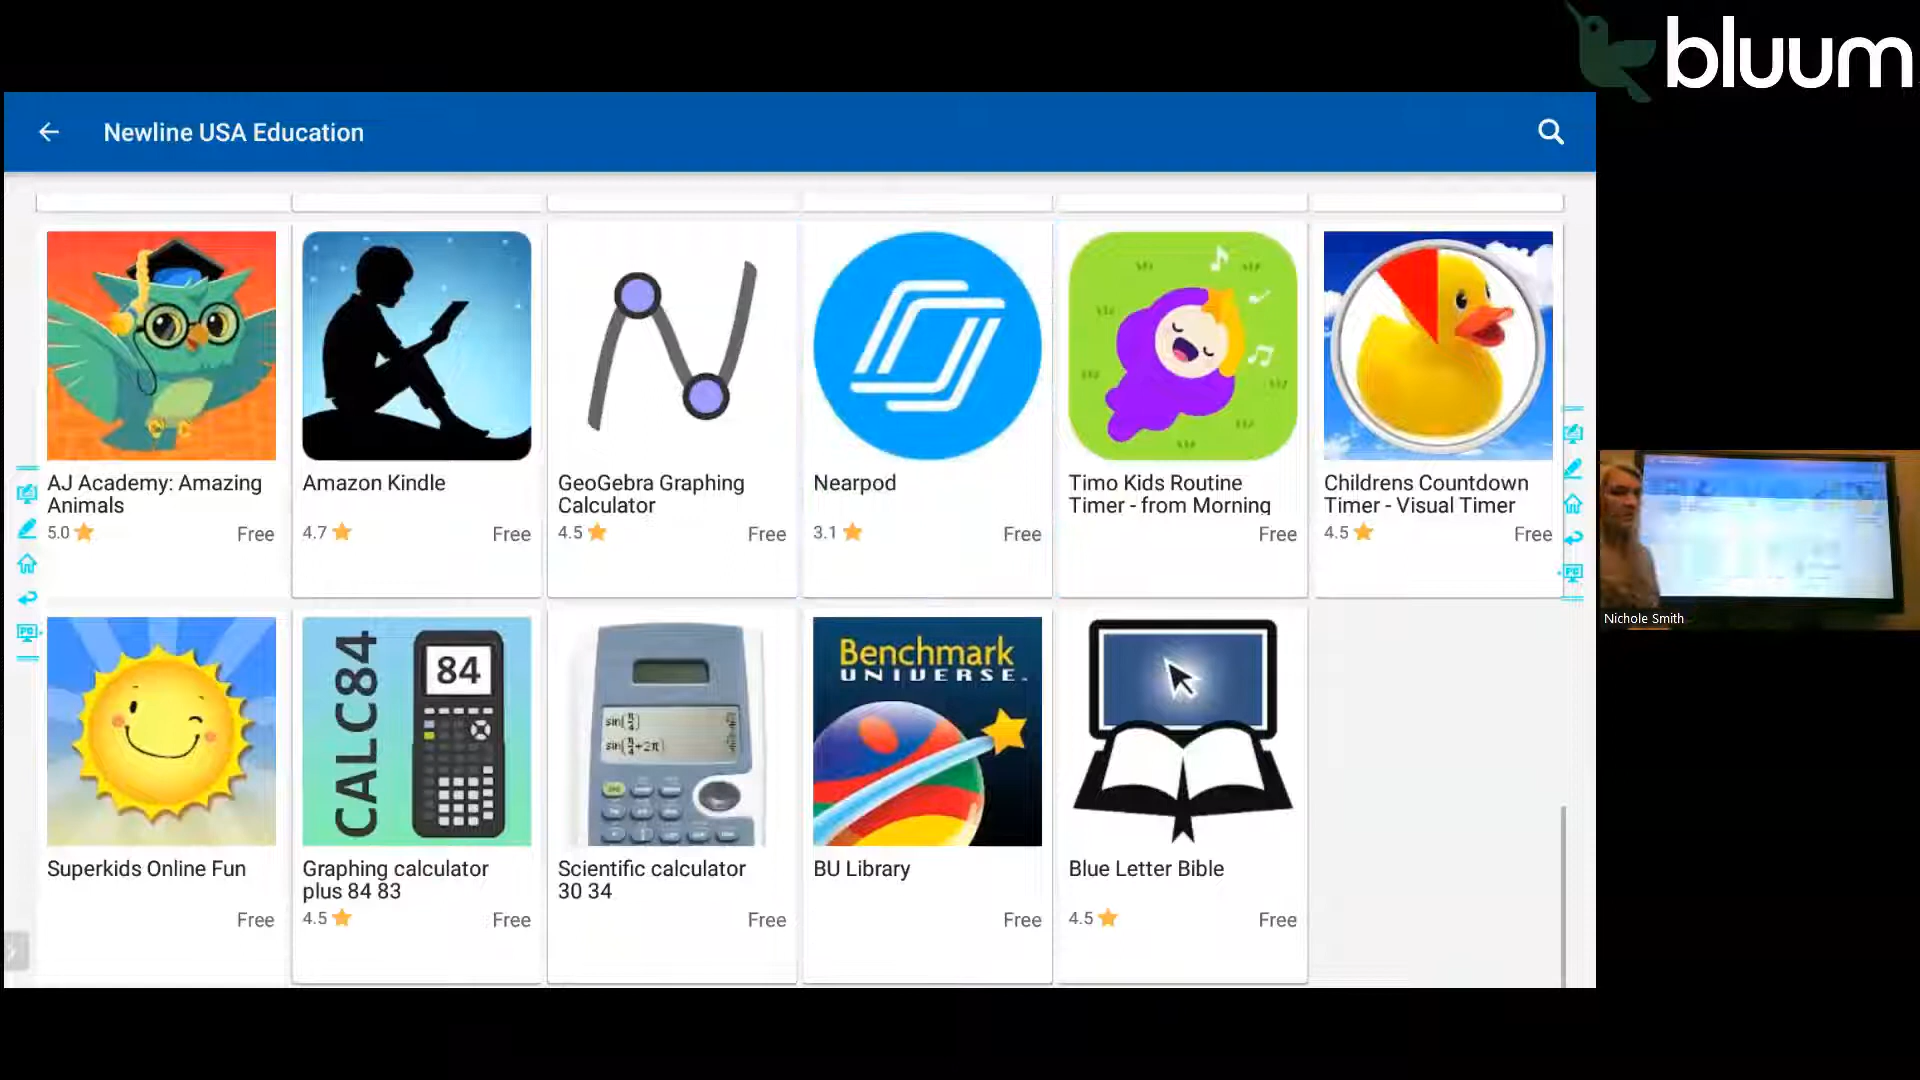 bluum
Newline USA Education
AJ Academy: Amazing
Animals
5.0
Free
Amazon Kindle
4.7
Free
GeoGebra Graphing
Calculator
4.5
Free
Nearpod
3.1
Free
Timo Kids Routine
Timer - from Morning
Free
Childrens Countdown
Timer - Visual Timer
4.5
Free
PC
PC
Nichole Smith
CALC84
84
Benchmark
UNIVERSE
Superkids Online Fun
Free
Graphing calculator
plus 84 83
4.5
Free
Scientific calculator
30 34
Free
BU Library
Free
Blue Letter Bible
4.5
Free